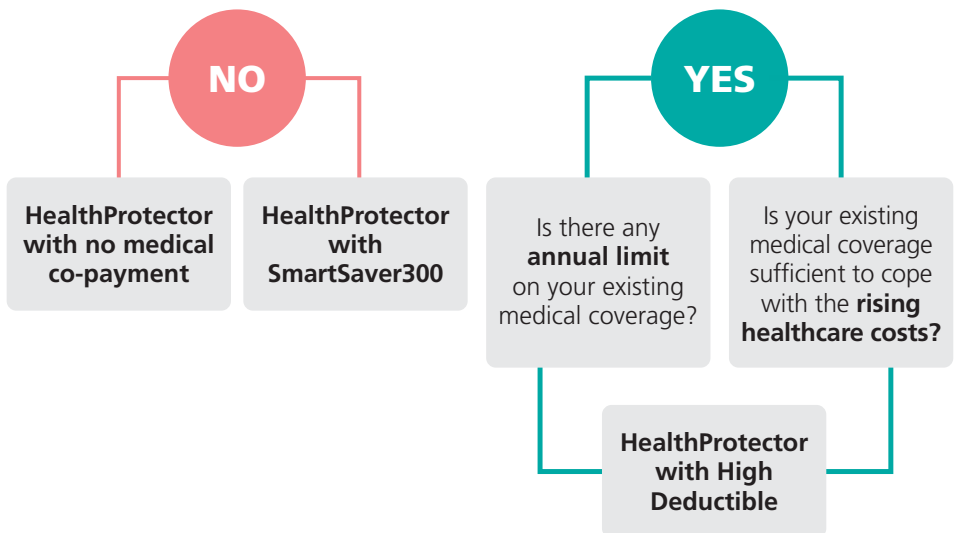 NO
HealthProtector
with no medical
co-payment
HealthProtector
with
SmartSaver300
YES
Is there any
annual limit
on your existing
medical coverage?
Is your existing
medical coverage
sufficient to cope
with the rising
healthcare costs?
HealthProtector
with High
Deductible